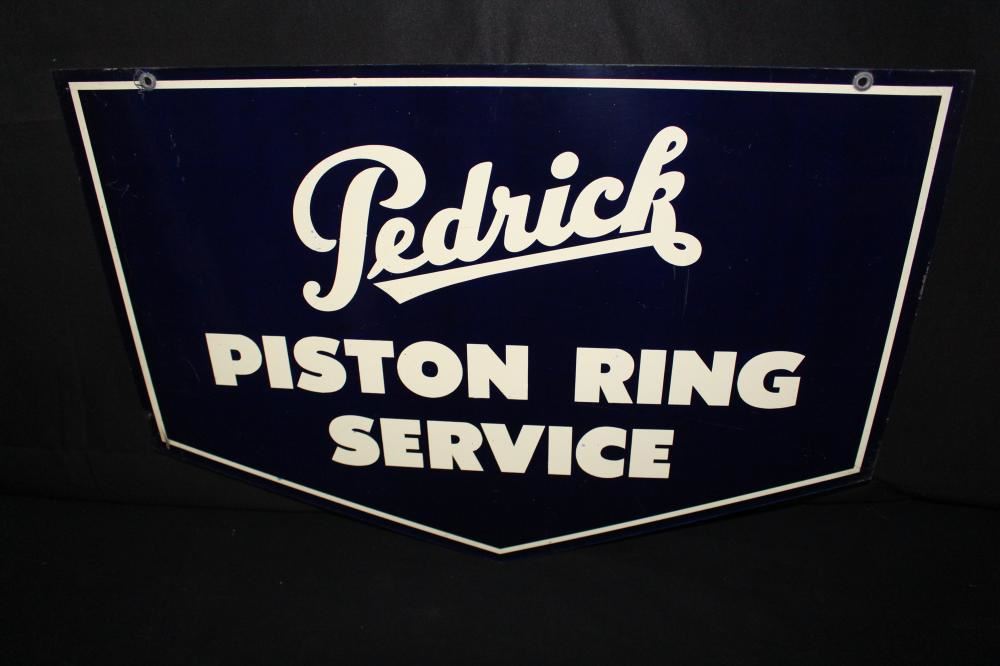 Pedrick
PISTON RING
SERVICE